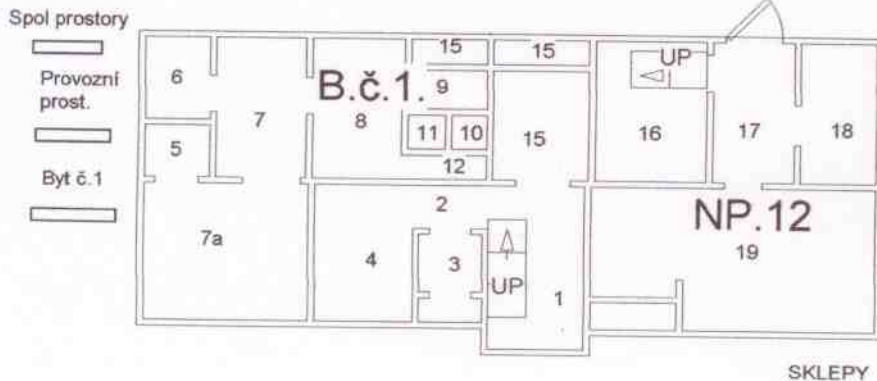 Spol prostory
Provozní
prost.
Byt č.1
15
15
UP
6
B.č.1.
9
7
8
11
10
16
17
18
5
15
12
2
NP.12
7a
4
3
19
UP
1
SKLEPY